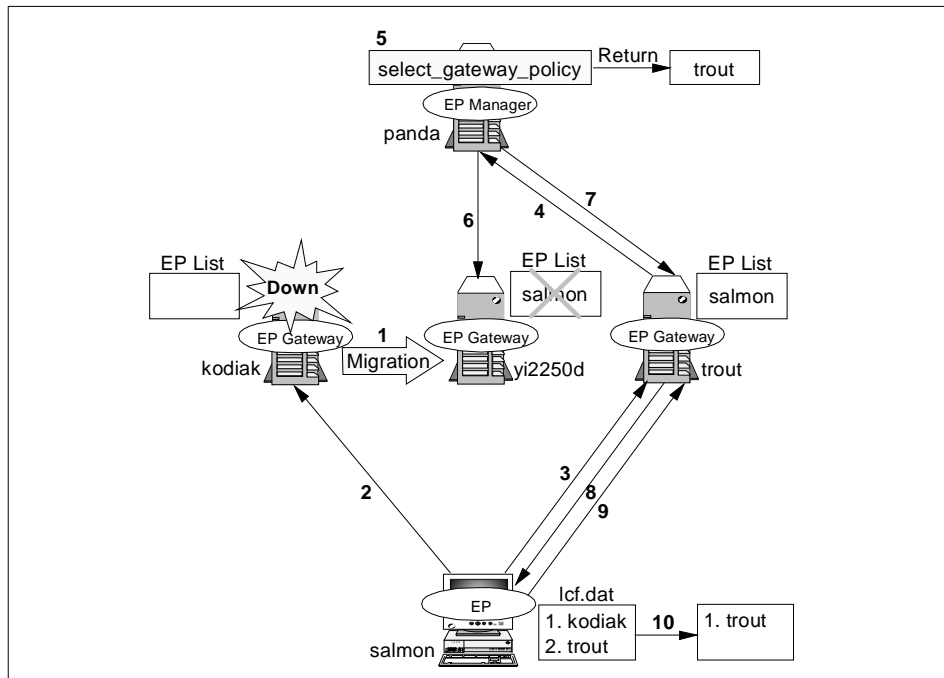 5
select_gateway_policy
Return
trout
EP Manager
panda
6
4
7
EP List
Down
EP Gateway
kodiak
1
Migration
EP List
salmon
EP Gateway
yi2250d
EP List
salmon
EP Gateway
trout
2
3
8
9
EP
salmon
lcf.dat
1. kodiak
2. trout
10
1. trout